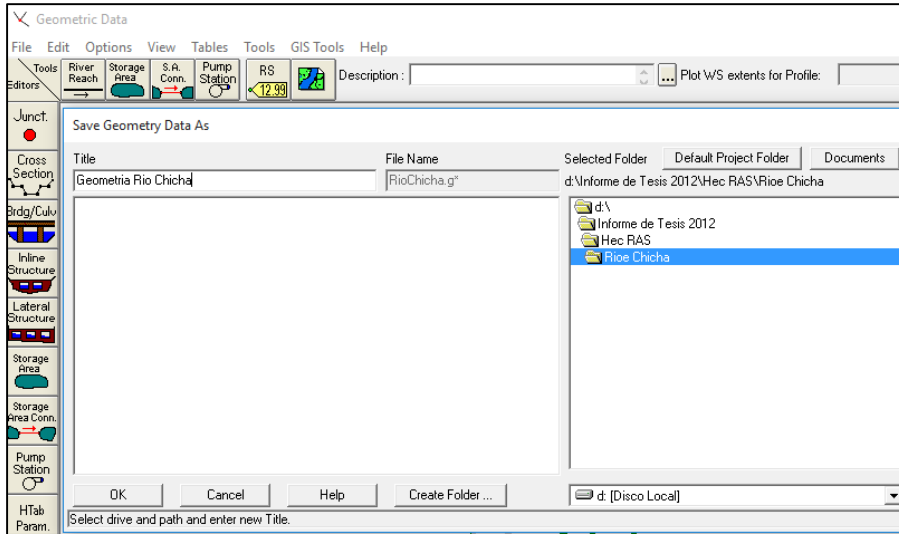 Geometric Data
File Edit Options View Tools GIS Tools Help
Tools
Editors
River Reach
Storage Area
S.A. Conn.
Pump Station
RS
12.99
Description :
...
Plot WS extents for Profile:
Junct.
Cross Section
Brdg/Culv
Inline Structure
Lateral Structure
Storage Area
Storage Area Conn.
Pump Station
HTab Param.
Save Geometry Data As
Title
File Name
Selected Folder
Default Project Folder
Documents
Geometria Rio Chicha
RioChicha.g*
d:\Informe de Tesis 2012\Hec RAS\Rioe Chicha
d:\
Informe de Tesis 2012
Hec RAS
Rioe Chicha
OK
Cancel
Help
Create Folder ...
d: [Disco Local]
Select drive and path and enter new Title.